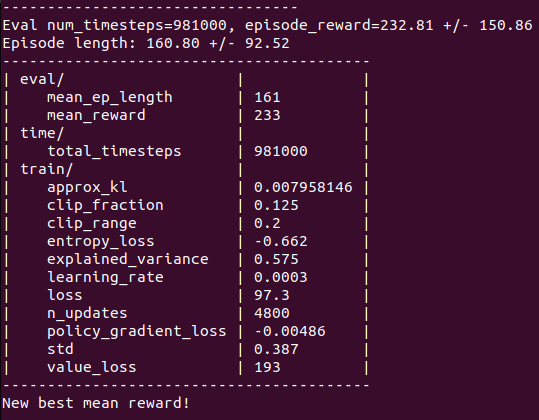 ---------------------------------
Eval num_timesteps=981000, episode_reward=232.81 +/- 150.86
Episode length: 160.80 +/- 92.52
-----------------------------------------
| eval/                   |             |
|    mean_ep_length       | 161         |
|    mean_reward          | 233         |
| time/                   |             |
|    total_timesteps      | 981000      |
| train/                  |             |
|    approx_kl            | 0.007958146 |
|    clip_fraction        | 0.125       |
|    clip_range           | 0.2         |
|    entropy_loss         | -0.662      |
|    explained_variance   | 0.575       |
|    learning_rate        | 0.0003      |
|    loss                 | 97.3        |
|    n_updates            | 4800        |
|    policy_gradient_loss | -0.00486    |
|    std                  | 0.387       |
|    value_loss           | 193         |
-----------------------------------------
New best mean reward!